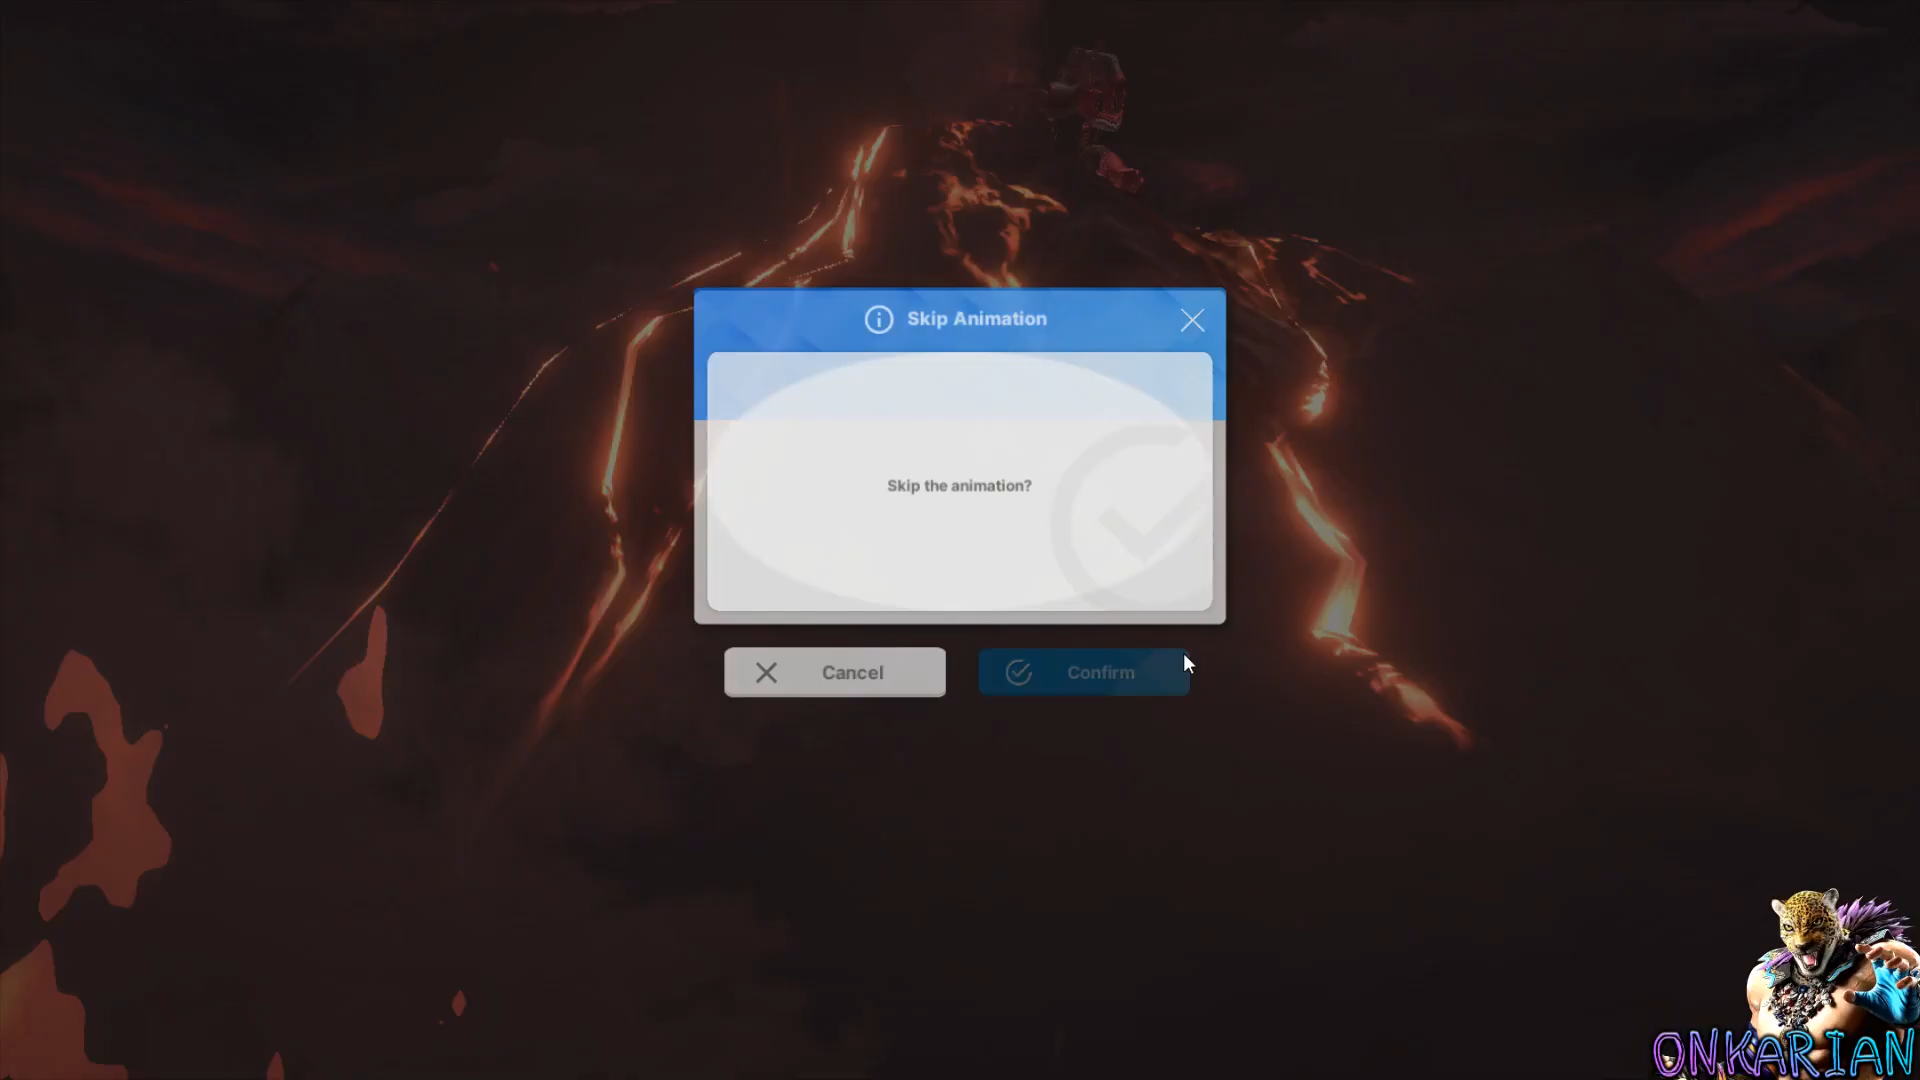 Skip Animation
Skip the animation?
Cancel
Confirm
ONKARIAN